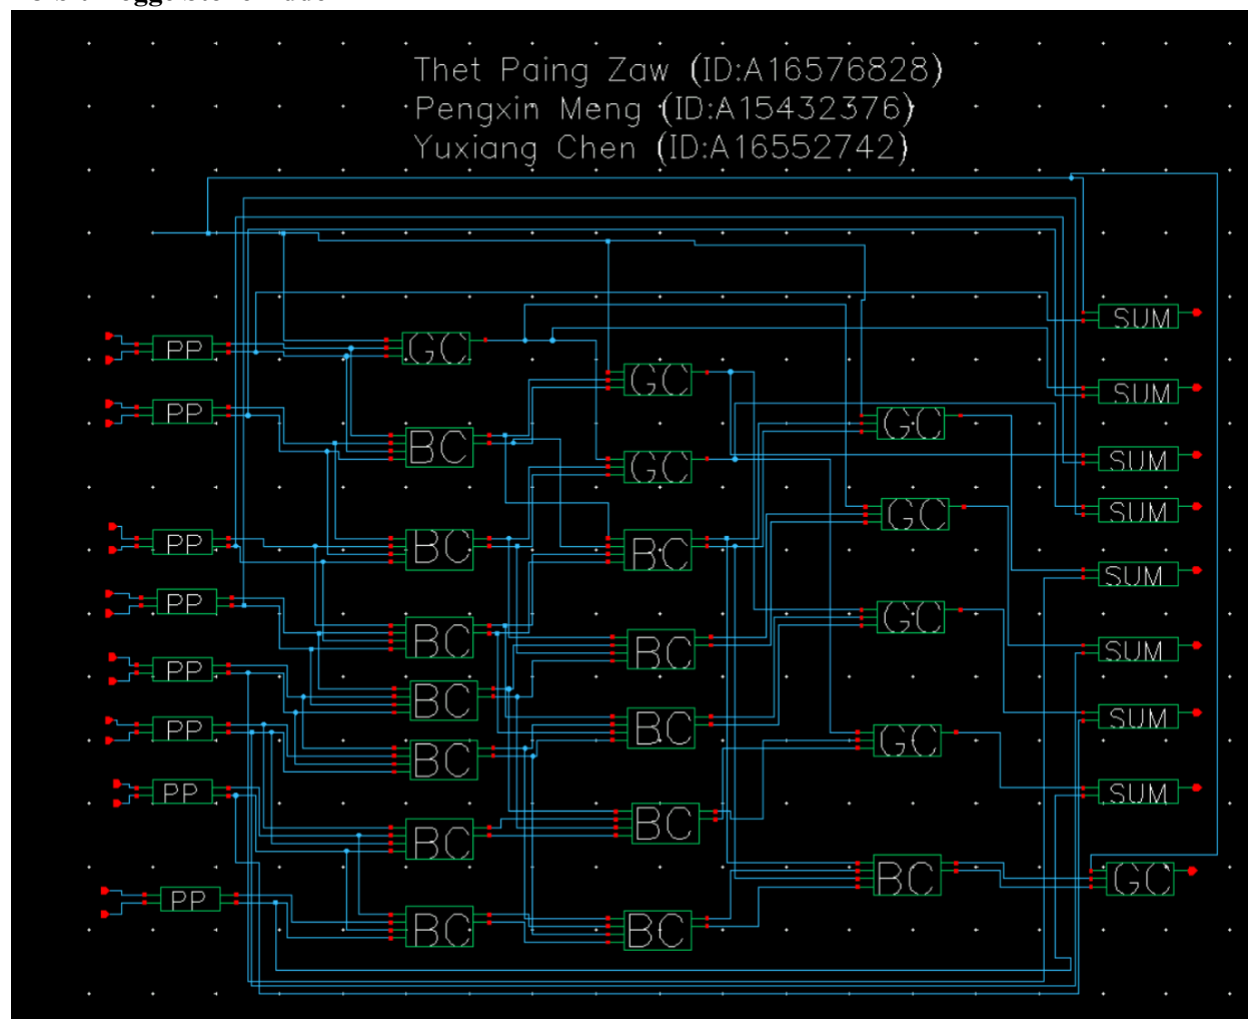 Thet Paing Zaw (ID:A16576828)
Pengxin Meng (ID:A15432376)
Yuxiang Chen (ID:A16552742)
SUM
PP
GC
GC
SUM
PP
BC
GC
SUM
GC
SUM
PP
BC
BC
GC
SUM
PP
BC
BC
GC
SUM
PP
BC
BC
SUM
PP
BC
GC
PP
BC
BC
SUM
PP
BC
BC
BC
GC